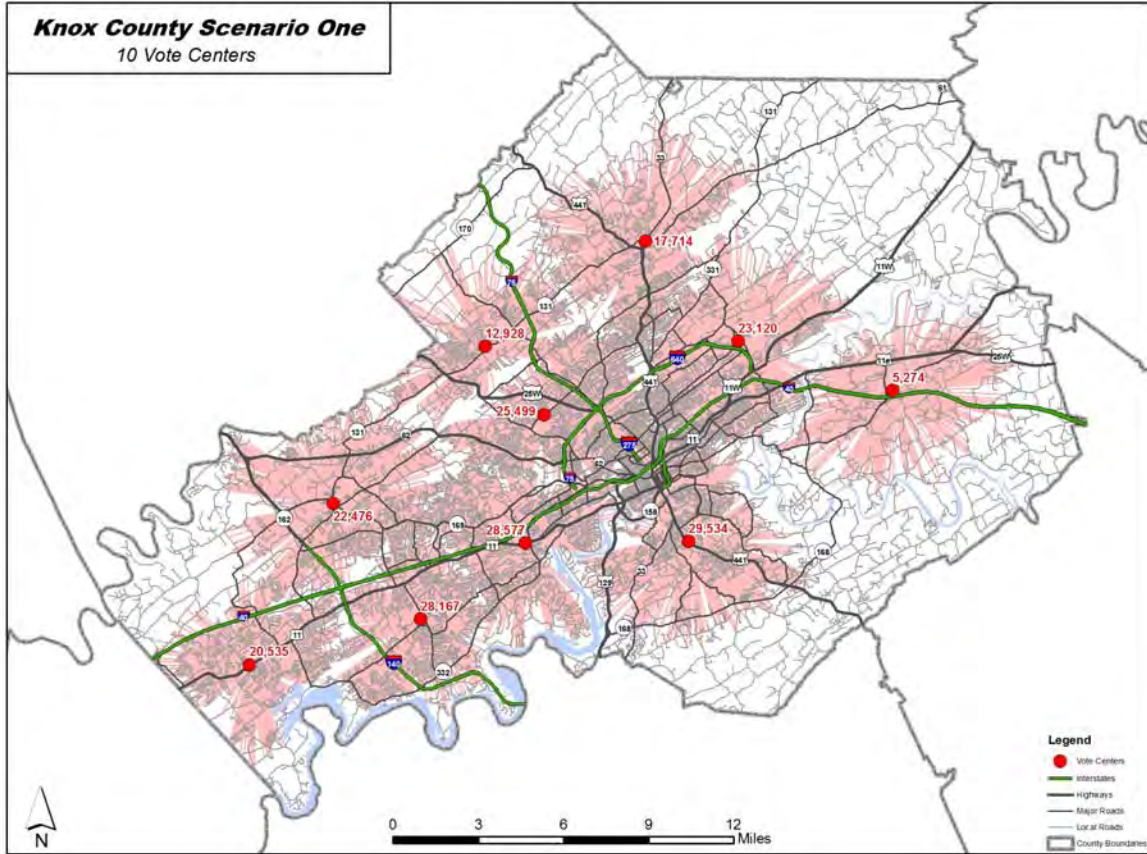 Knox County Scenario One
10 Vote Centers
61
131
33
441
170
17,714
331
11W
75
131
12,928
23,120
640
11e
25W
441
11W
40
5,274
25W
25,499
131
62
275
11
62
75
22,476
162
169
28,577
11
158
29,534
168
441
33
129
40
11
28,167
168
20,535
140
332
Legend
Vote Centers
Interstates
Highways
Major Roads
Local Roads
County Boundaries
N
0 3 6 9 12
Miles